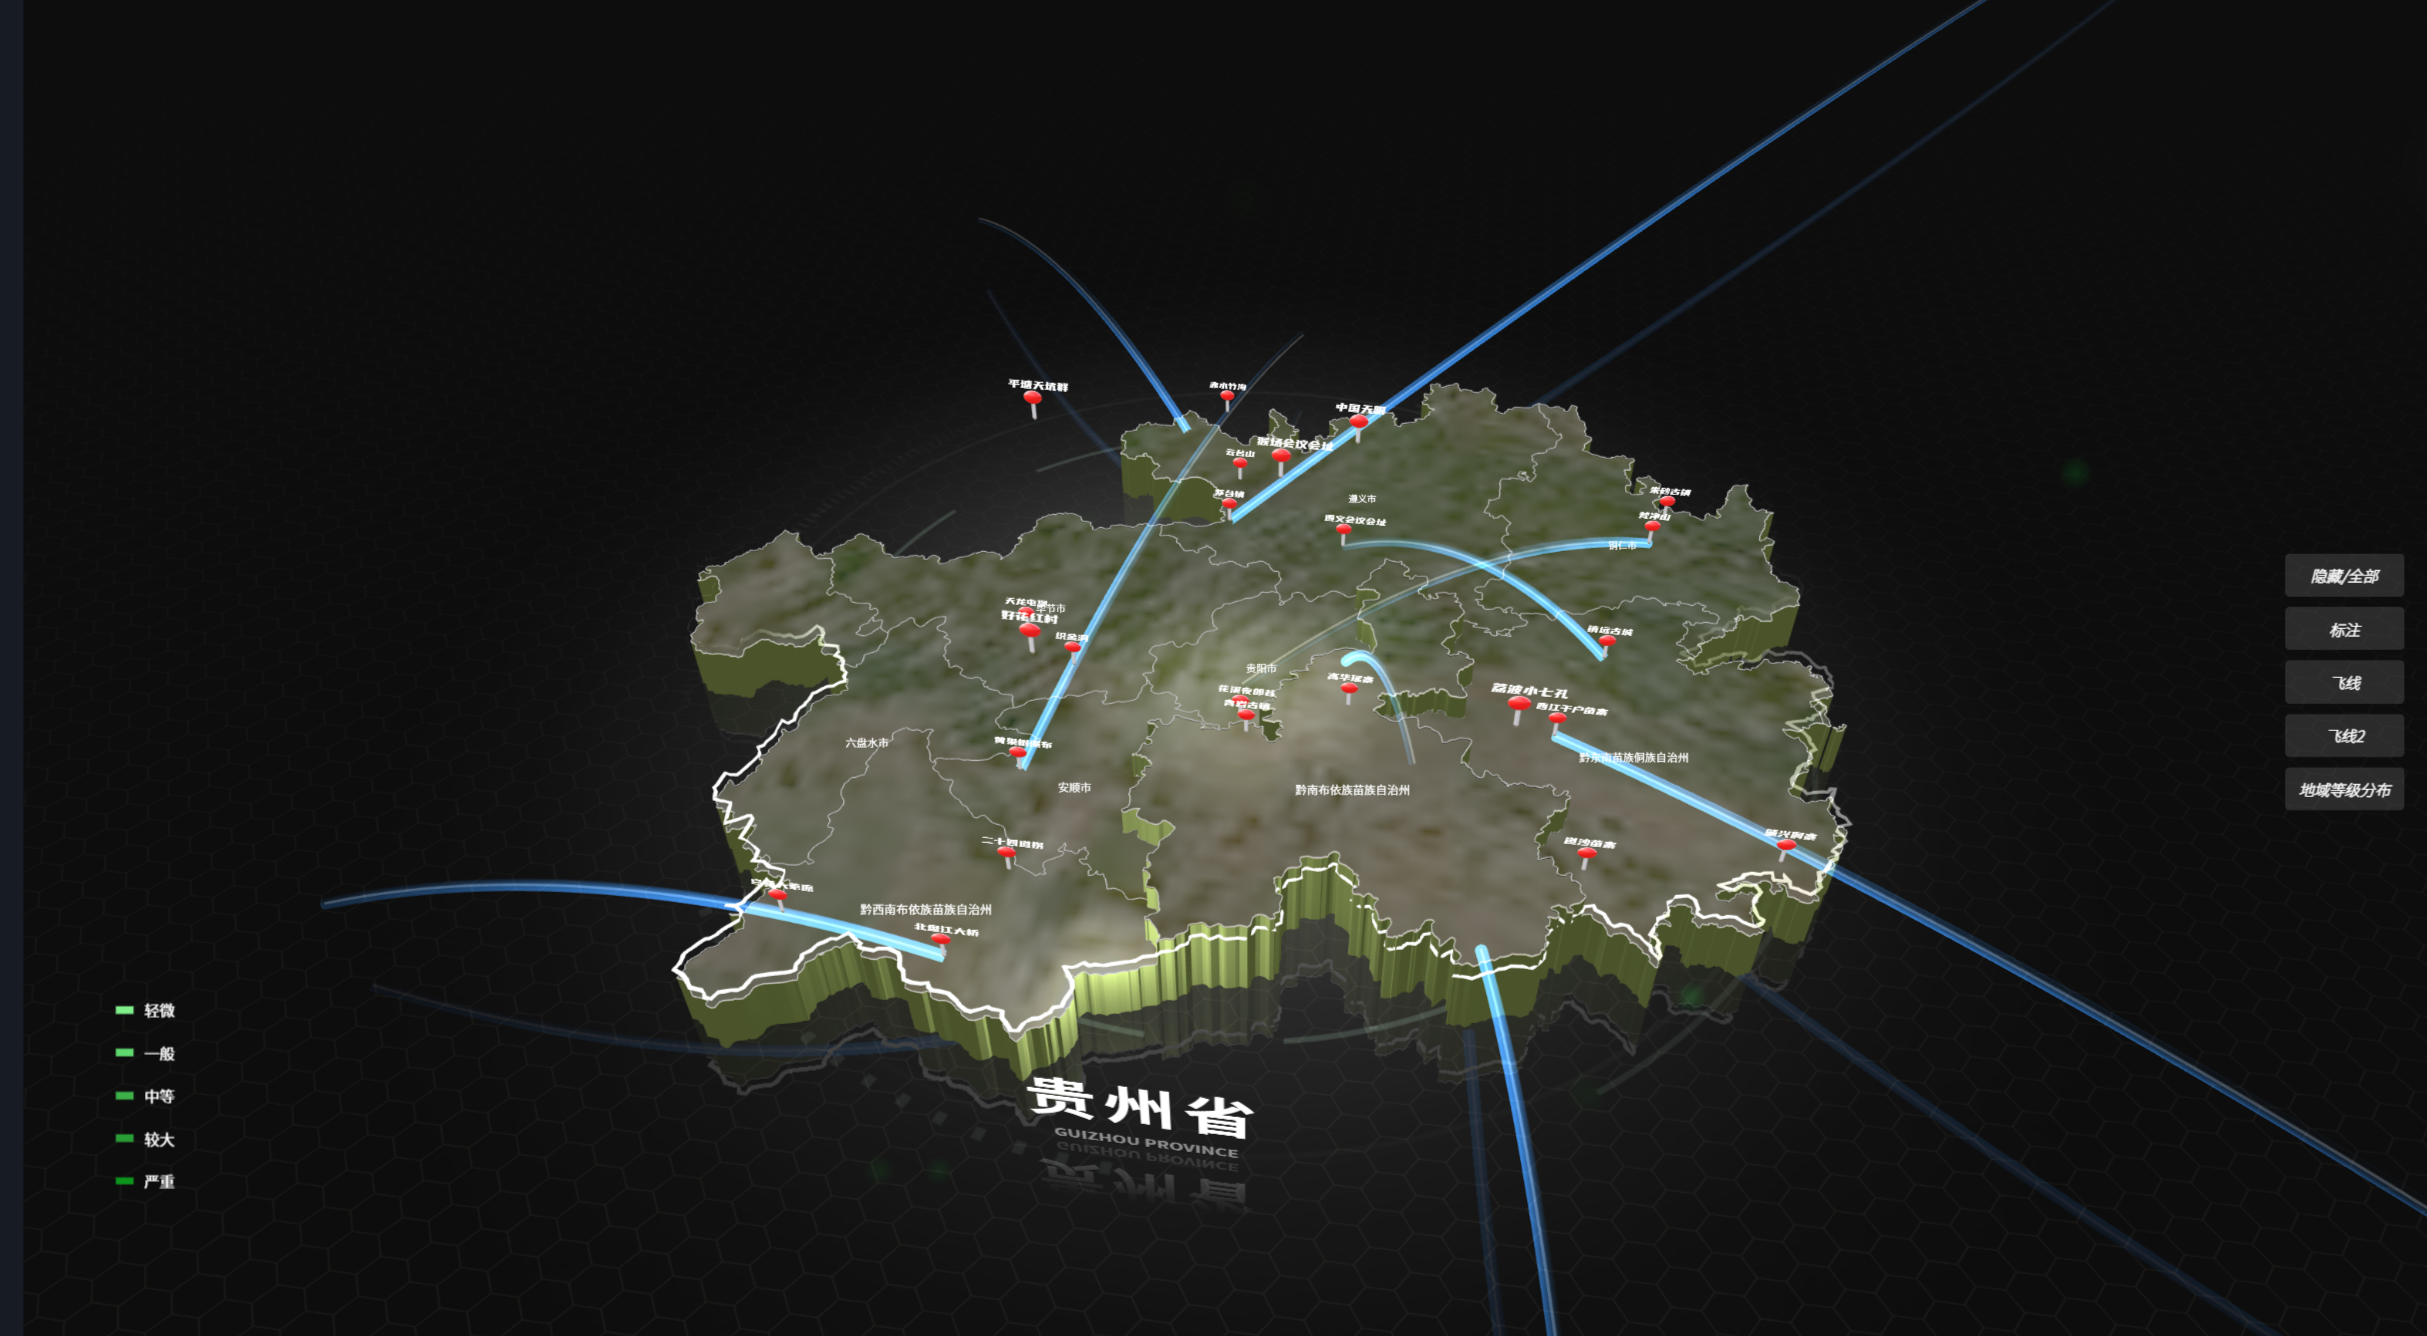 平塘天坑群
赤水竹海
中国天眼
猴场会议会址
云台山
茅台镇
遵义市
遵义会议会址
朱砂古镇
梵净山
铜仁市
天龙屯堡
毕节市
好花红村
织金洞
镇远古城
贵阳市
花溪夜郎谷
青岩古镇
高华瑶寨
荔波小七孔
西江千户苗寨
六盘水市
黄果树瀑布
安顺市
黔南布依族苗族自治州
黔东南苗族侗族自治州
二十四道拐
岜沙苗寨
肇兴侗寨
黔西南布依族苗族自治州
北盘江大桥
贵州省
GUIZHOU PROVINCE
隐藏/全部
标注
飞线
飞线2
地域等级分布
轻微
一般
中等
较大
严重